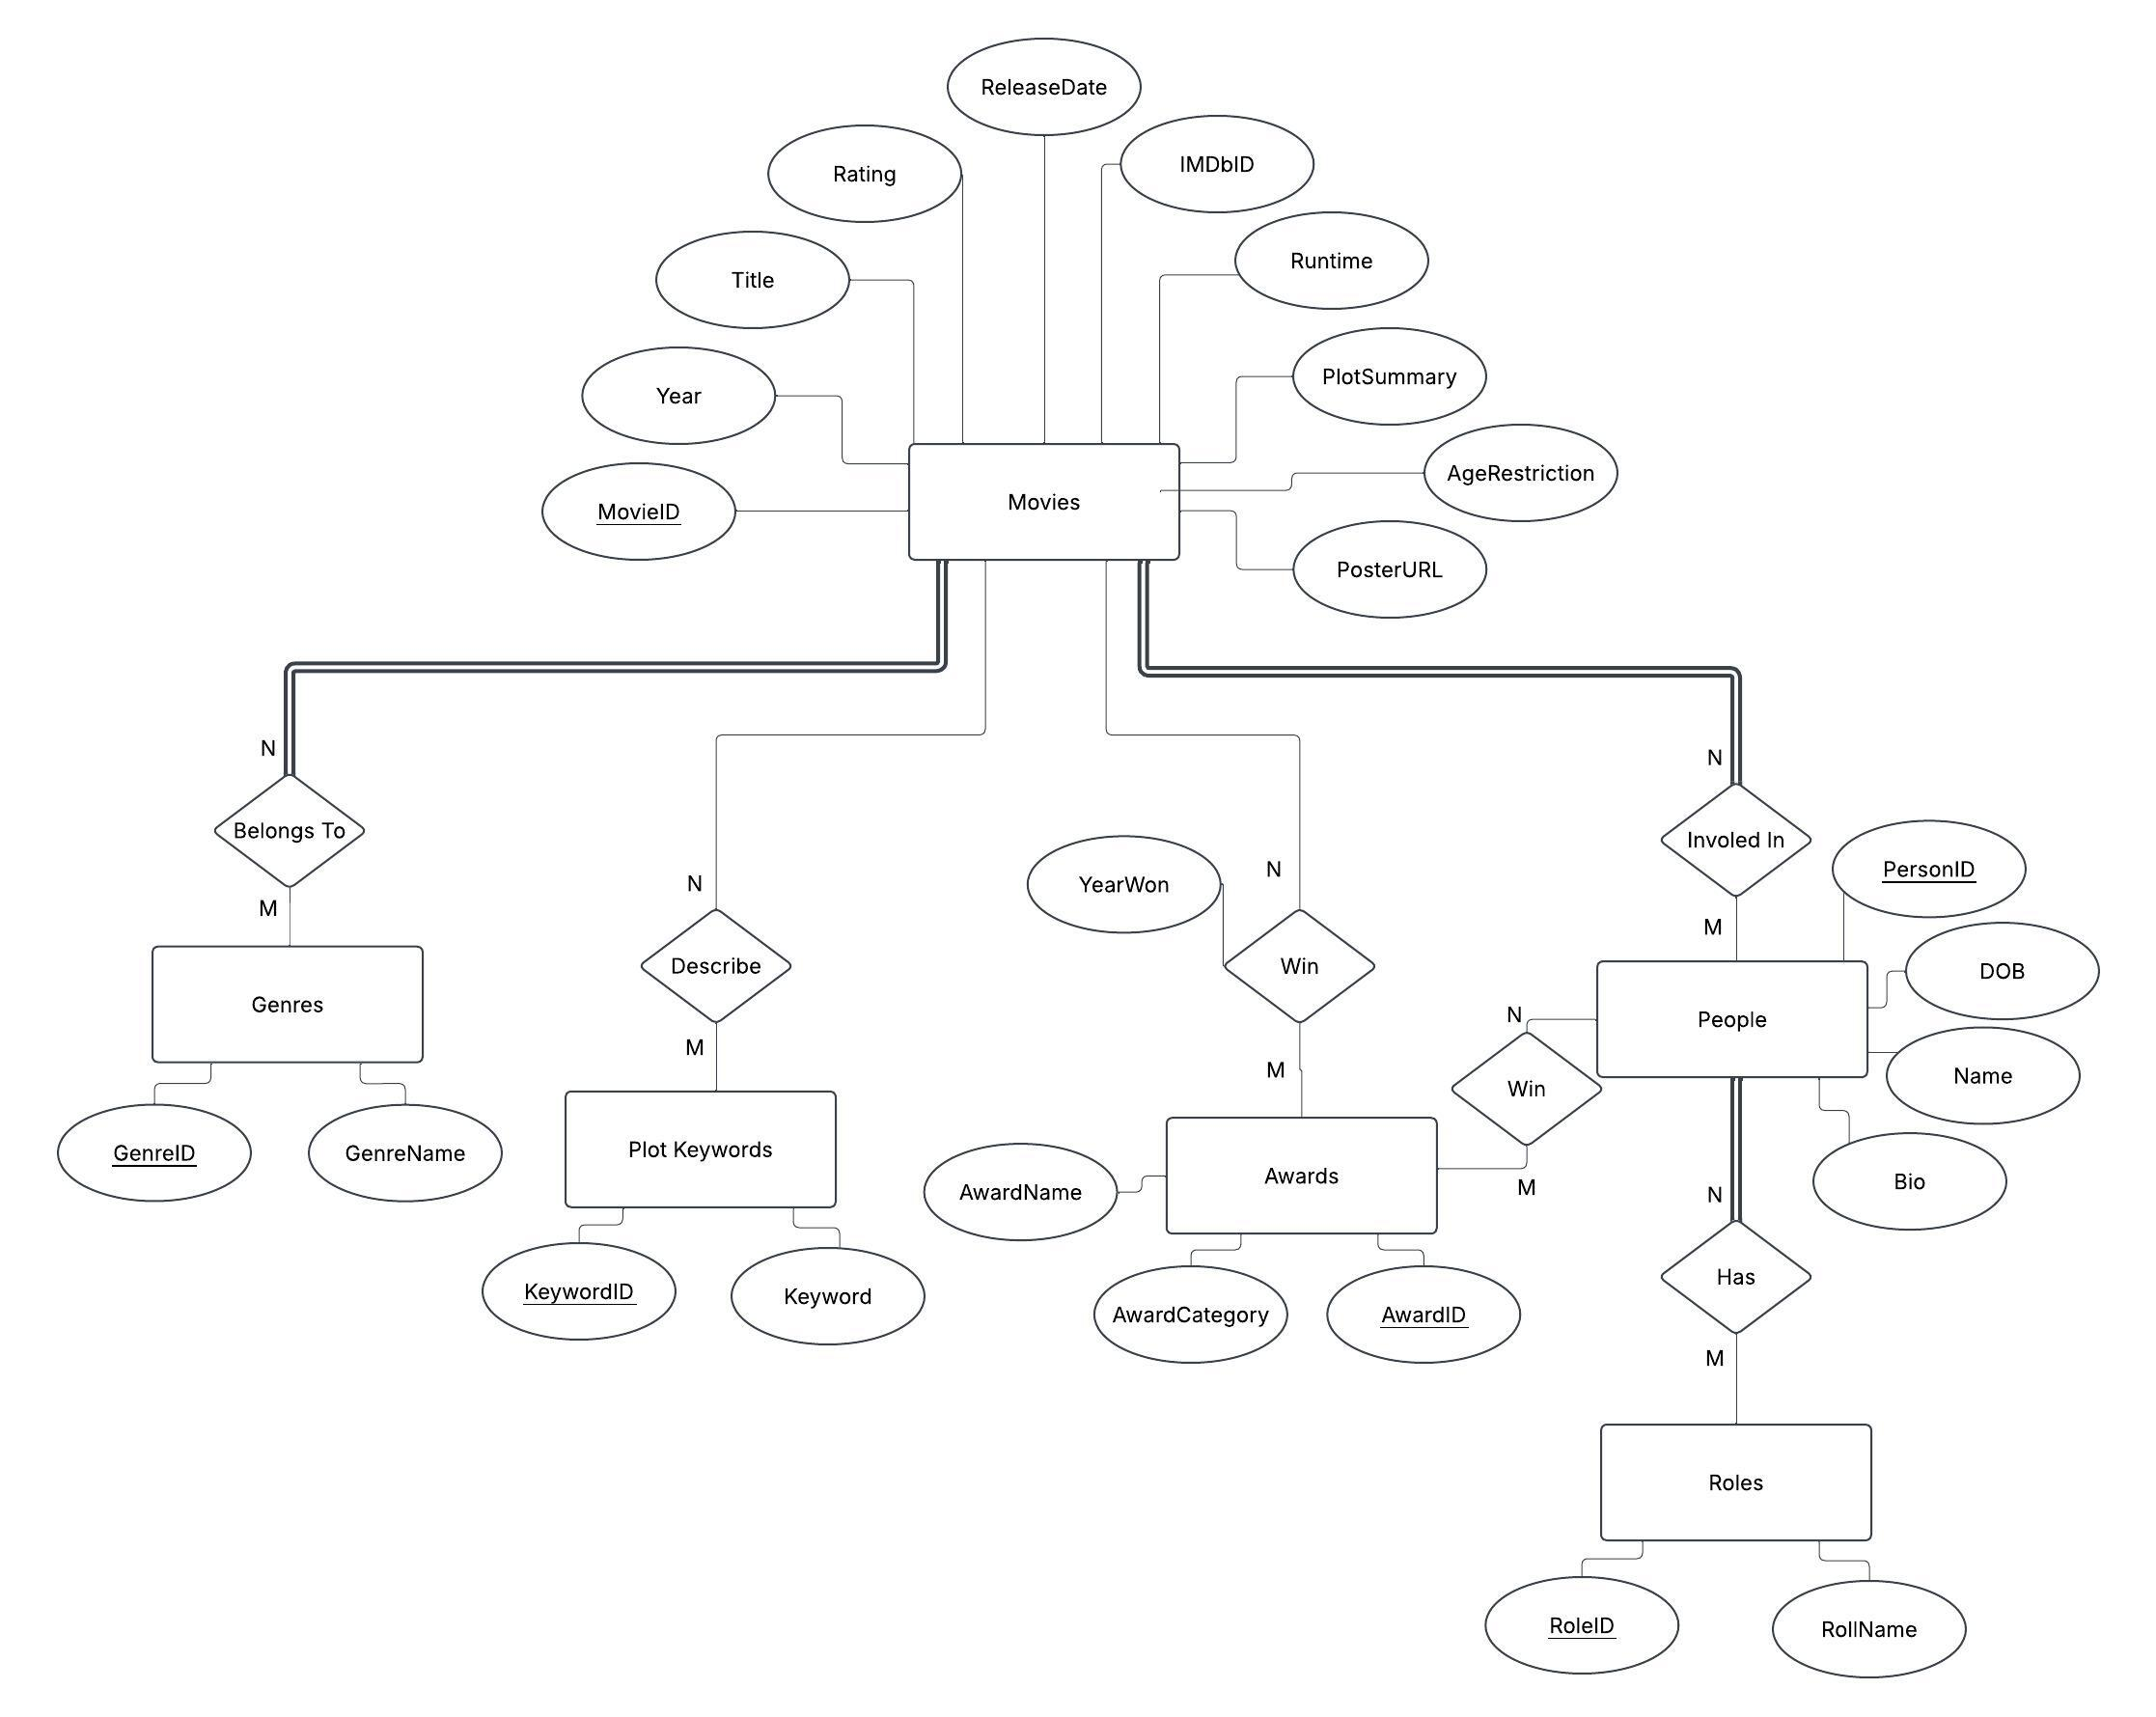 ReleaseDate
IMDbID
Rating
Runtime
Title
PlotSummary
Year
AgeRestriction
Movies
MovieID
PosterURL
N
N
Belongs To
Involed In
N
N
YearWon
PersonID
M
M
Describe
Win
DOB
Genres
N
People
M
M
Win
Name
GenreID
GenreName
Plot Keywords
Awards
M
Bio
AwardName
N
KeywordID
Keyword
AwardCategory
AwardID
Has
M
Roles
RoleID
RollName